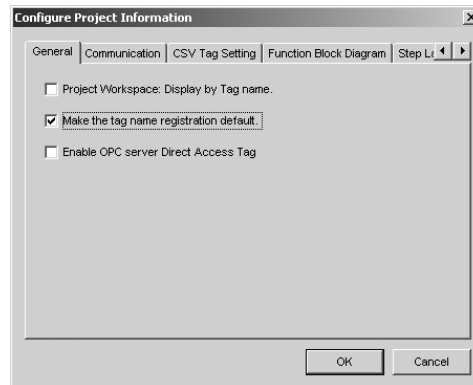 Configure Project Information
General Communication CSV Tag Setting Function Block Diagram Step L
Project Workspace: Display by Tag name.
Make the tag name registration default.
Enable OPC server Direct Access Tag
OK Cancel